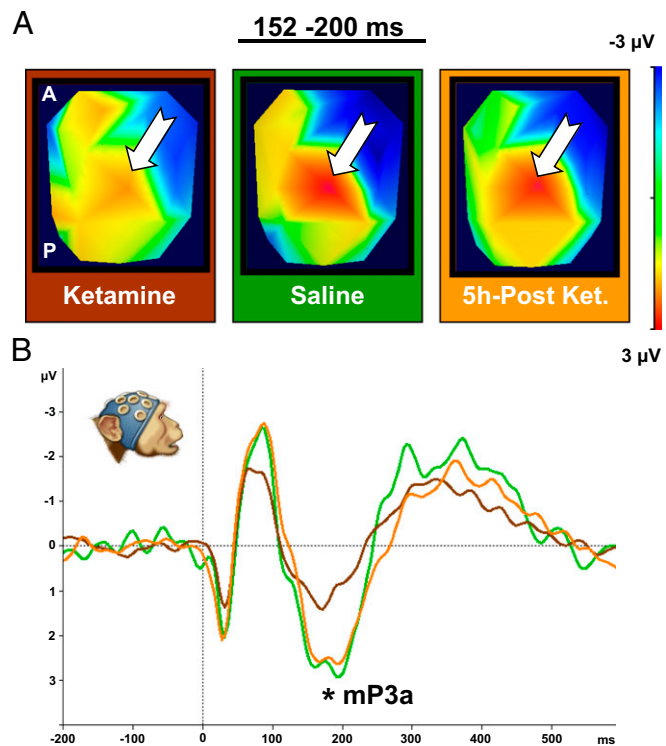 A
152 -200 ms
-3 µV
A
P
Ketamine
Saline
5h-Post Ket.
3 µV
B
µV
-3
-2
-1
0
1
2
3
* mP3a
-200 -100 0 100 200 300 400 500 ms